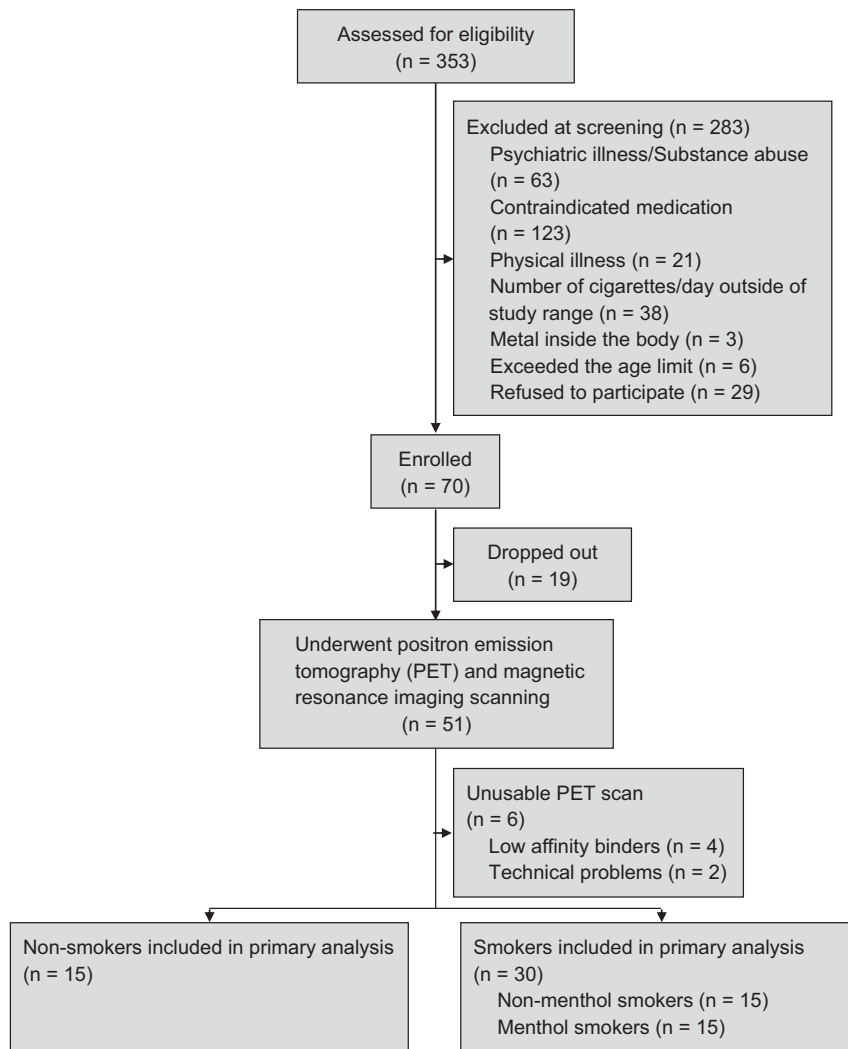 Assessed for eligibility
(n = 353)
Excluded at screening (n = 283)
Psychiatric illness/Substance abuse
(n = 63)
Contraindicated medication
(n = 123)
Physical illness (n = 21)
Number of cigarettes/day outside of
study range (n = 38)
Metal inside the body (n = 3)
Exceeded the age limit (n = 6)
Refused to participate (n = 29)
Enrolled
(n = 70)
Dropped out
(n = 19)
Underwent positron emission
tomography (PET) and magnetic
resonance imaging scanning
(n = 51)
Unusable PET scan
(n = 6)
Low affinity binders (n = 4)
Technical problems (n = 2)
Non-smokers included in primary analysis
(n = 15)
Smokers included in primary analysis
(n = 30)
Non-menthol smokers (n = 15)
Menthol smokers (n = 15)